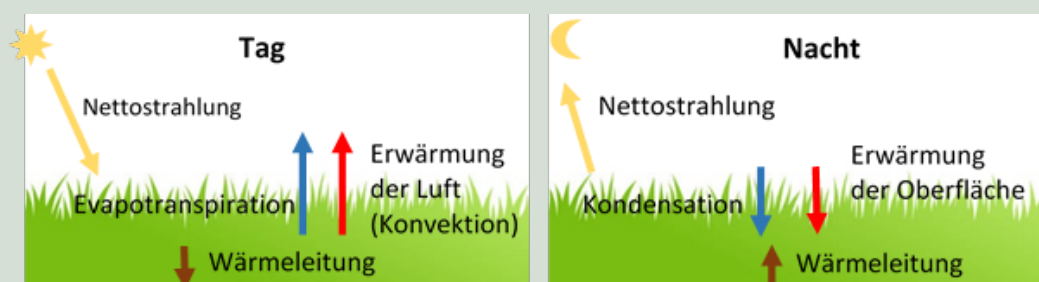 Tag
Nettostrahlung
Erwärmung
der Luft
(Konvektion)
Evapotranspiration
Wärmeleitung
Nacht
Nettostrahlung
Erwärmung
der Oberfläche
Kondensation
Wärmeleitung